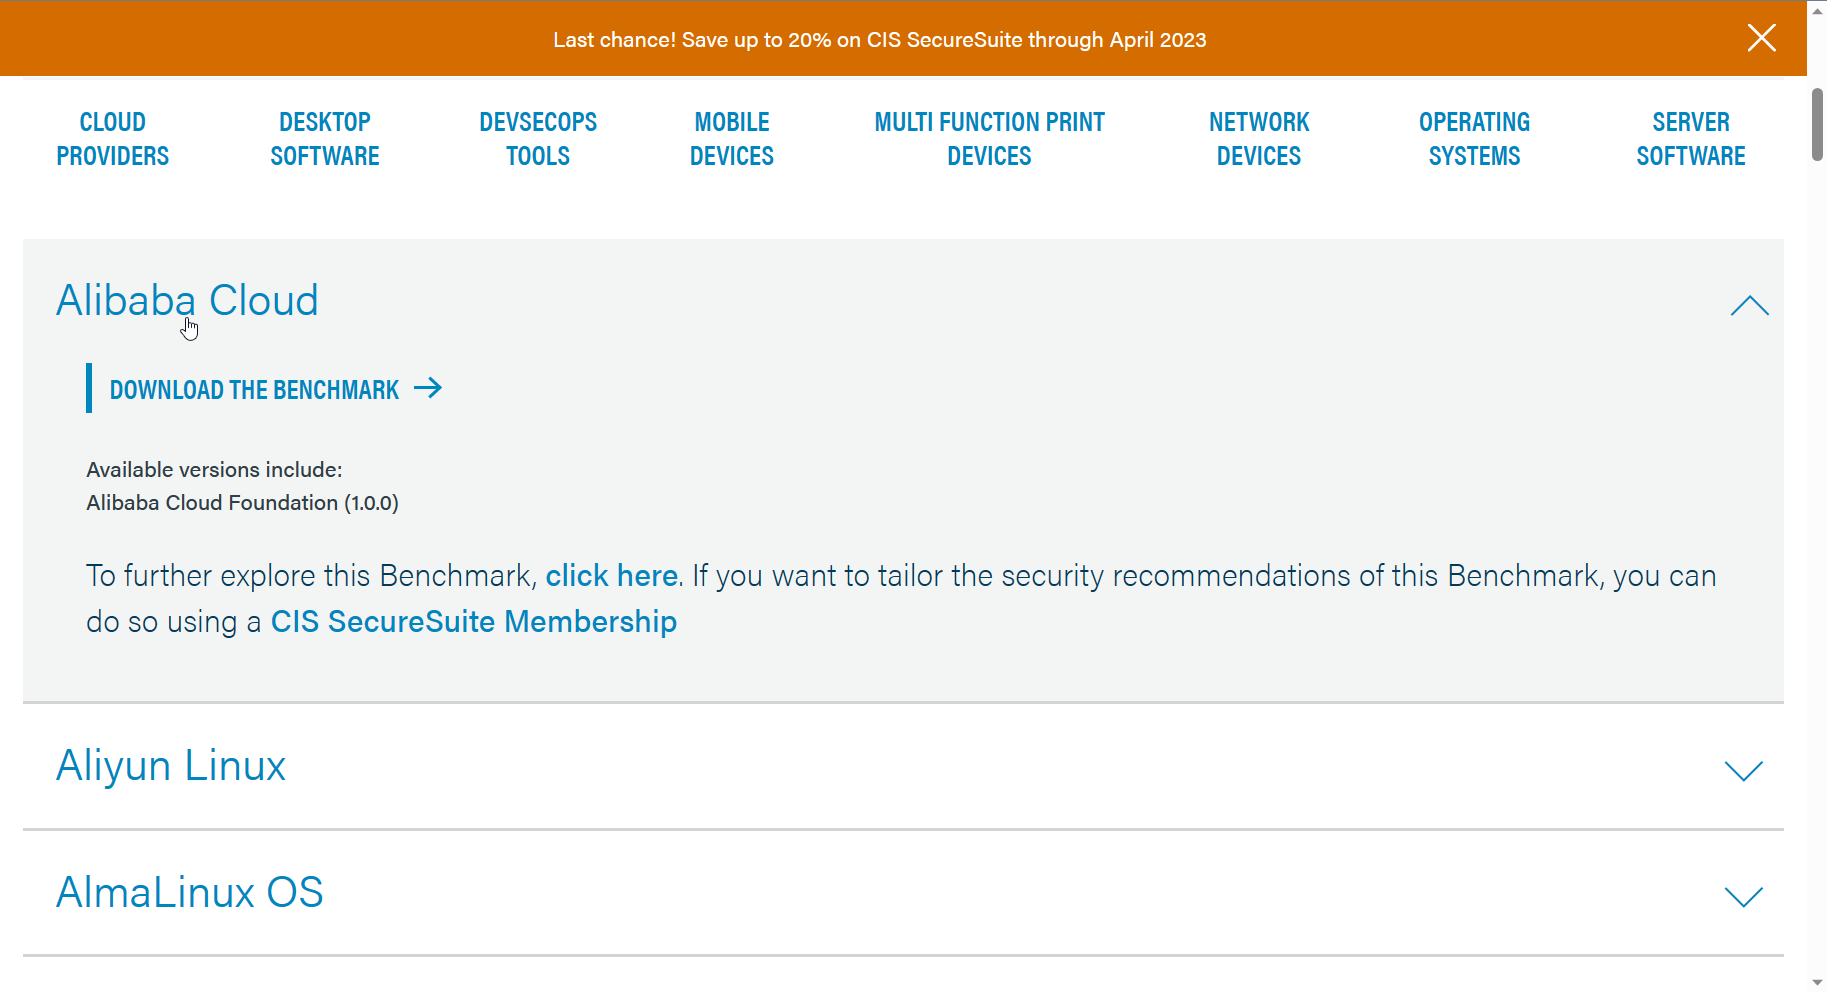 Last chance! Save up to 20% on CIS SecureSuite through April 2023
CLOUD PROVIDERS
DESKTOP SOFTWARE
DEVSECOPS TOOLS
MOBILE DEVICES
MULTI FUNCTION PRINT DEVICES
NETWORK DEVICES
OPERATING SYSTEMS
SERVER SOFTWARE
Alibaba Cloud
DOWNLOAD THE BENCHMARK
Available versions include:
Alibaba Cloud Foundation (1.0.0)
To further explore this Benchmark, click here. If you want to tailor the security recommendations of this Benchmark, you can
do so using a CIS SecureSuite Membership
Aliyun Linux
AlmaLinux OS